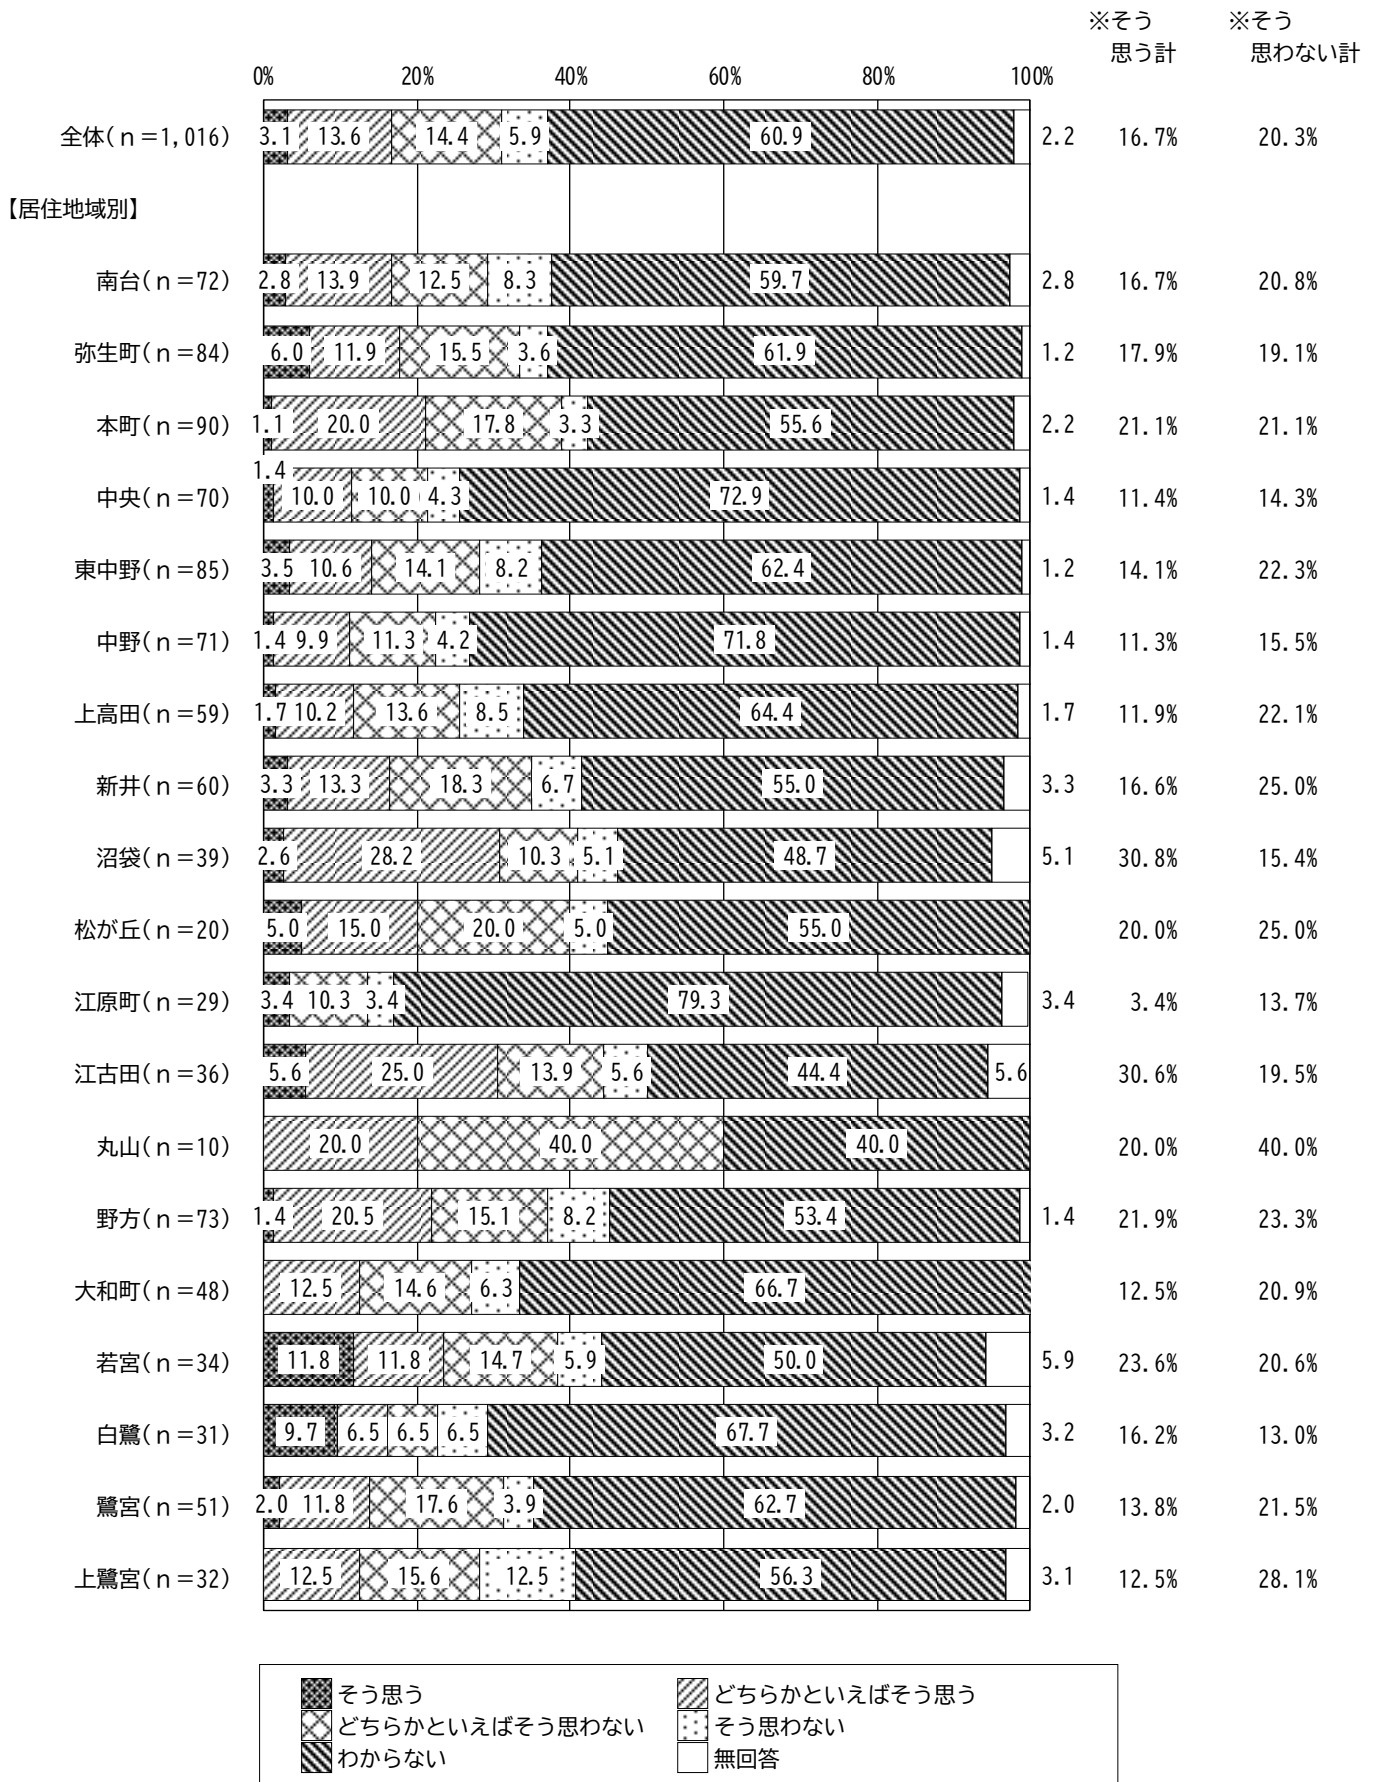 ※そう ※そう
思う計 思わない計
0% 20% 40% 60% 80% 100%
全体(n=1,016) 3.1 13.6 14.4 5.9 60.9 2.2 16.7% 20.3%
【居住地域別】
南台(n=72) 2.8 13.9 12.5 8.3 59.7 2.8 16.7% 20.8%
弥生町(n=84) 6.0 11.9 15.5 3.6 61.9 1.2 17.9% 19.1%
本町(n=90) 1.1 20.0 17.8 3.3 55.6 2.2 21.1% 21.1%
中央(n=70) 1.4 10.0 10.0 4.3 72.9 1.4 11.4% 14.3%
東中野(n=85) 3.5 10.6 14.1 8.2 62.4 1.2 14.1% 22.3%
中野(n=71) 1.4 9.9 11.3 4.2 71.8 1.4 11.3% 15.5%
上高田(n=59) 1.7 10.2 13.6 8.5 64.4 1.7 11.9% 22.1%
新井(n=60) 3.3 13.3 18.3 6.7 55.0 3.3 16.6% 25.0%
沼袋(n=39) 2.6 28.2 10.3 5.1 48.7 5.1 30.8% 15.4%
松が丘(n=20) 5.0 15.0 20.0 5.0 55.0 20.0% 25.0%
江原町(n=29) 3.4 10.3 3.4 79.3 3.4 3.4% 13.7%
江古田(n=36) 5.6 25.0 13.9 5.6 44.4 5.6 30.6% 19.5%
丸山(n=10) 20.0 40.0 40.0 20.0% 40.0%
野方(n=73) 1.4 20.5 15.1 8.2 53.4 1.4 21.9% 23.3%
大和町(n=48) 12.5 14.6 6.3 66.7 12.5% 20.9%
若宮(n=34) 11.8 11.8 14.7 5.9 50.0 5.9 23.6% 20.6%
白鷺(n=31) 9.7 6.5 6.5 6.5 67.7 3.2 16.2% 13.0%
鷺宮(n=51) 2.0 11.8 17.6 3.9 62.7 2.0 13.8% 21.5%
上鷺宮(n=32) 12.5 15.6 12.5 56.3 3.1 12.5% 28.1%
そう思う どちらかといえばそう思う
どちらかといえばそう思わない そう思わない
わからない 無回答